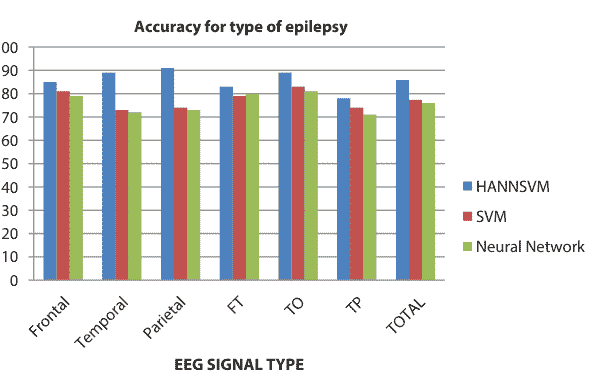 Accuracy for type of epilepsy
00
90
80
70
60
50
40
30
20
10
0
Frontal
Temporal
Parietal
FT
TO
TP
TOTAL
EEG SIGNAL TYPE
HANNSVM
SVM
Neural Network